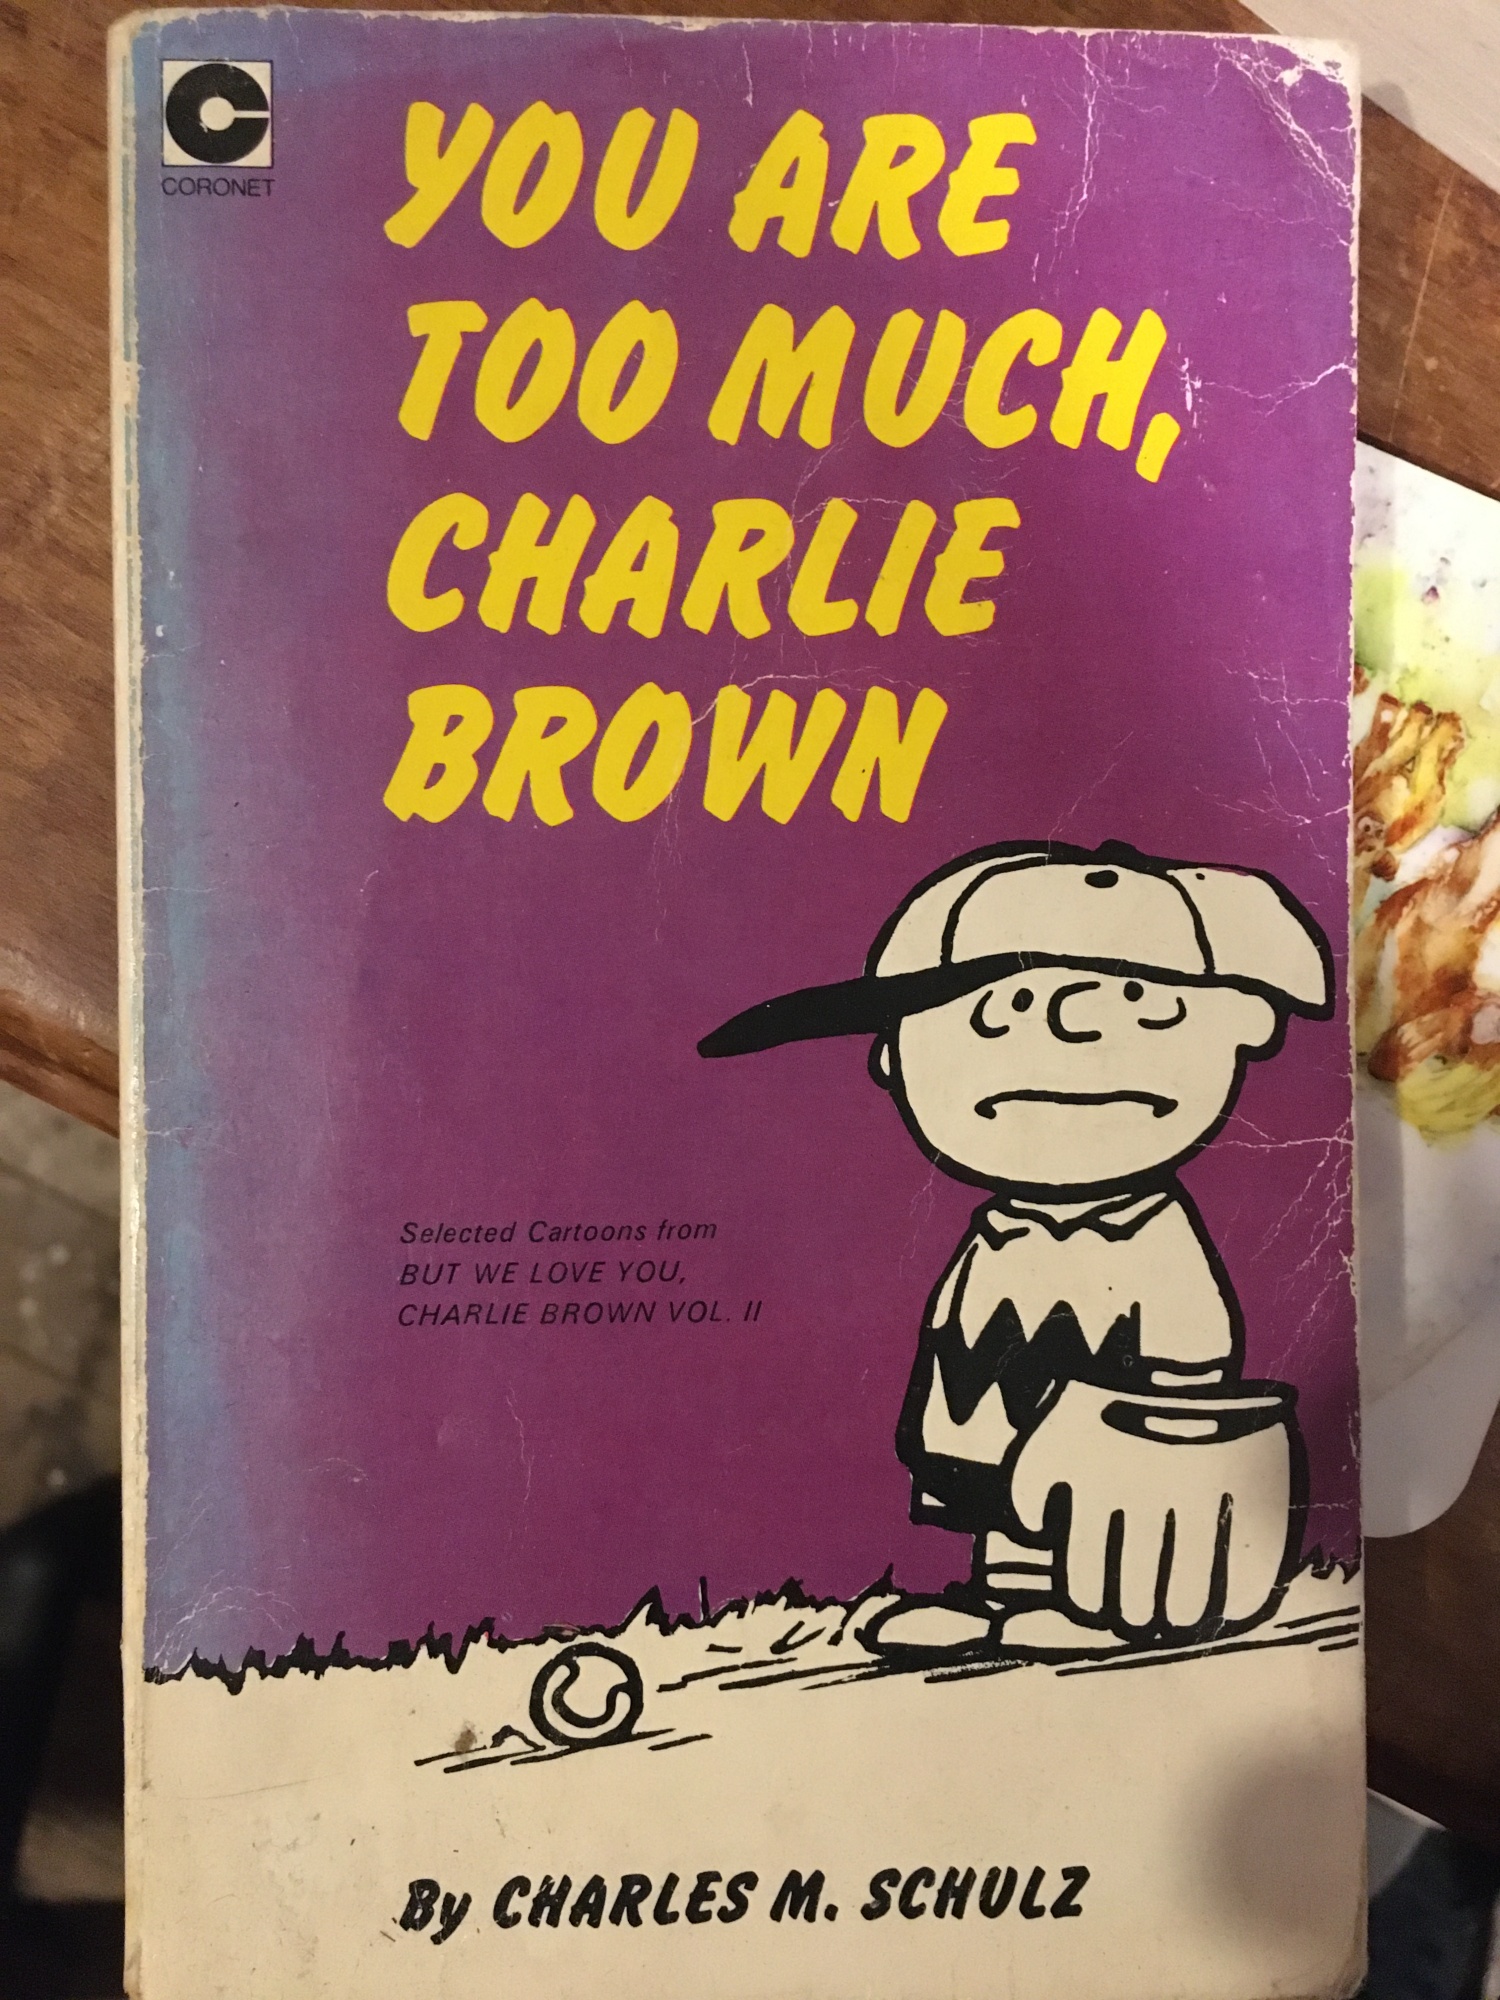 CORONET
YOU ARE
TOO MUCH,
CHARLIE
BROWN
Selected Cartoons from
BUT WE LOVE YOU,
CHARLIE BROWN VOL. II
By CHARLES M. SCHULZ